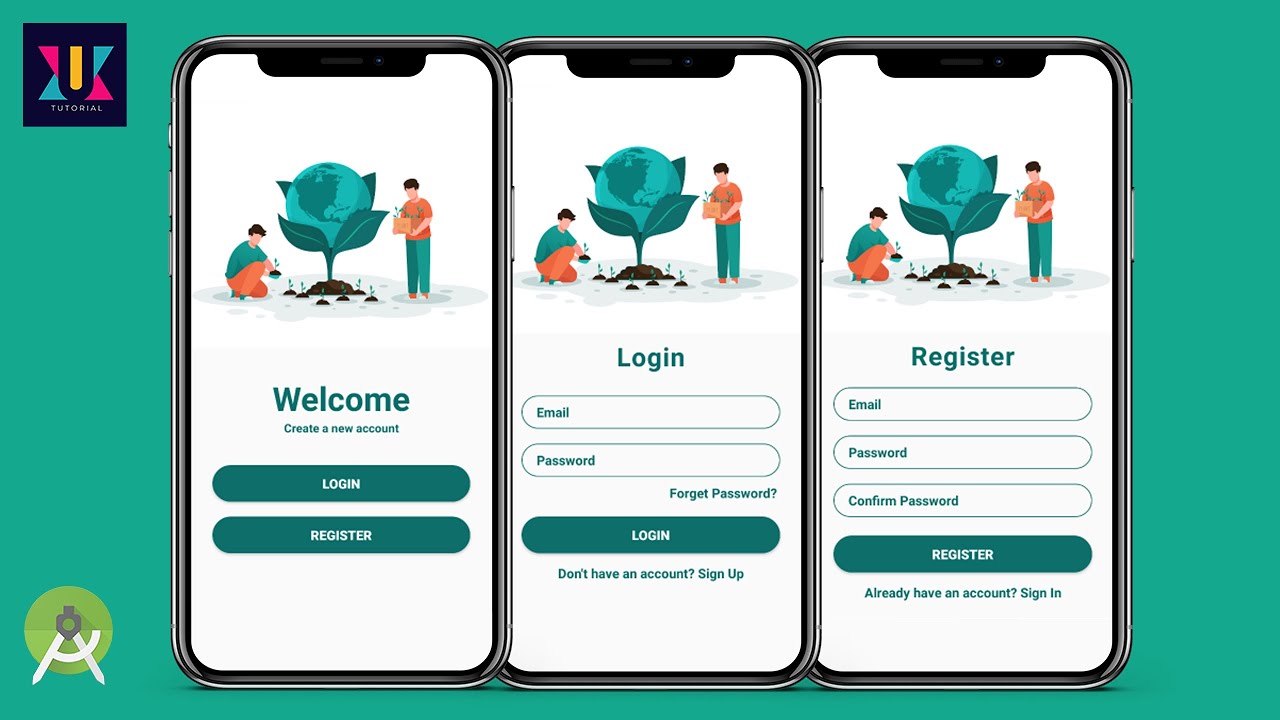 TUTORIAL
Welcome
Create a new account
LOGIN
REGISTER
Login
Email
Password
Forget Password?
LOGIN
Don't have an account? Sign Up
Register
Email
Password
Confirm Password
REGISTER
Already have an account? Sign In